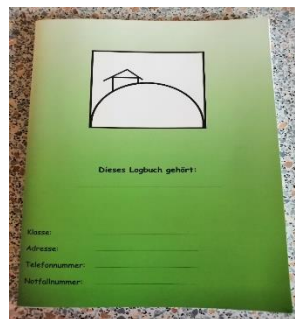 Dieses Logbuch gehört:
Klasse:
Adresse:
Telefonnummer:
Notfallnummer: